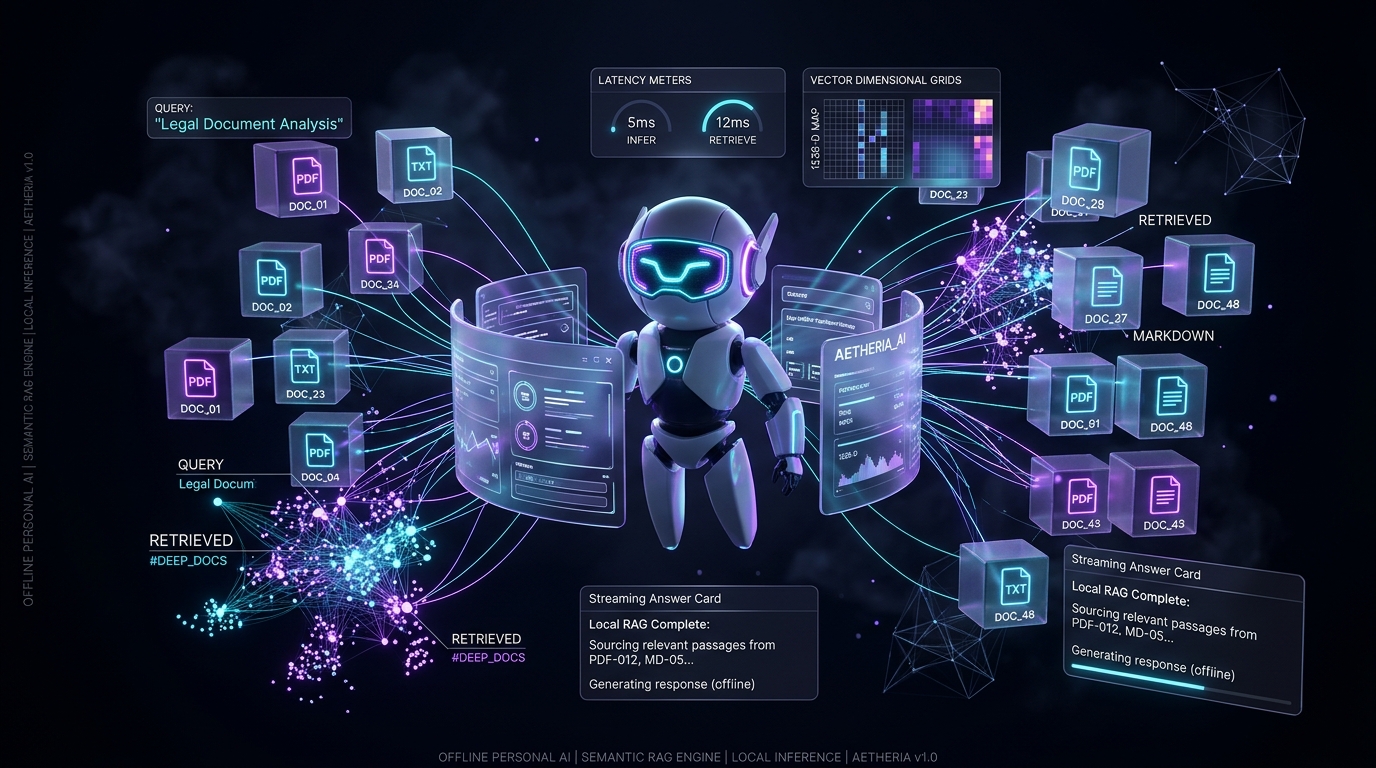 QUERY:
"Legal Document Analysis"
LATENCY METERS
5ms
INFER
12ms
RETRIEVE
VECTOR DIMENSIONAL GRIDS
1536-D MAP
DOC_01
TXT
DOC_02
PDF
DOC_34
PDF
DOC_02
PDF
DOC_01
TXT
DOC_23
PDF
DOC_04
PDF
QUERY
Legal Docum
RETRIEVED
#DEEP_DOCS
RETRIEVED
#DEEP_DOCS
AETHERIA_AI
DOC_23
PDF
DOC_28
RETRIEVED
DOC_27
DOC_48
MARKDOWN
PDF
DOC_91
DOC_48
PDF
DOC_43
DOC_49
TXT
DOC_48
Streaming Answer Card
Local RAG Complete:
Sourcing relevant passages from
PDF-012, MD-05...
Generating response (offline)
Streaming Answer Card
Local RAG Complete:
Sourcing relevant passages from
PDF-012, MD-05...
Generating response (offline)
OFFLINE PERSONAL AI | SEMANTIC RAG ENGINE | LOCAL INFERENCE | AETHERIA v1.0
OFFLINE PERSONAL AI | SEMANTIC RAG ENGINE | LOCAL INFERENCE | AETHERIA v1.0